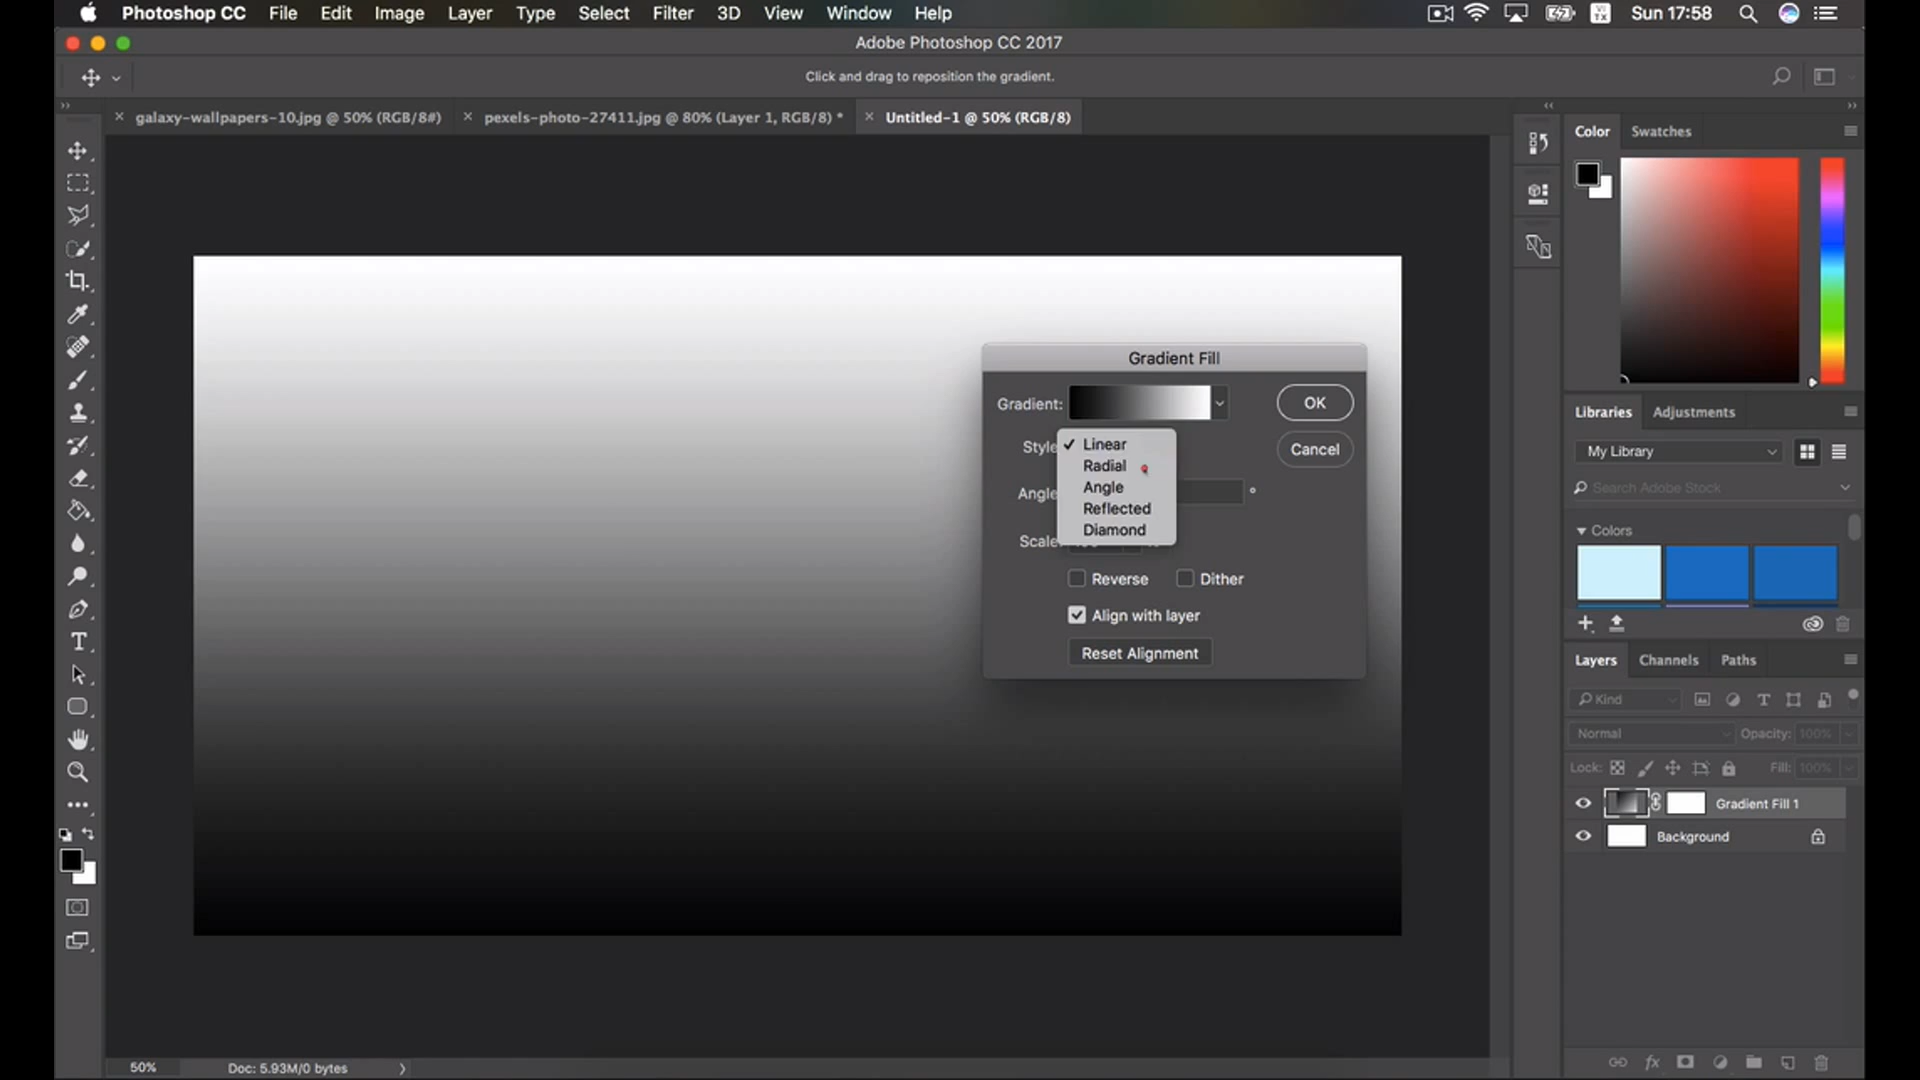 Photoshop CC File Edit Image Layer Type Select Filter 3D View Window Help Sun 17:58
Adobe Photoshop CC 2017
Click and drag to reposition the gradient.
galaxy-wallpapers-10.jpg @ 50% (RGB/8#) pexels-photo-27411.jpg @ 80% (Layer 1, RGB/8) * Untitled-1 @ 50% (RGB/8)
Color Swatches
Gradient Fill
Gradient: OK
Style
Linear
Radial
Angle
Reflected
Diamond
Cancel
Angle °
Scale:
Reverse Dither
Align with layer
Reset Alignment
Libraries Adjustments
My Library
Search Adobe Stock
Colors
Layers Channels Paths
Kind
Normal Opacity: 100%
Lock: Fill: 100%
Gradient Fill 1
Background
50% Doc: 5.93M/0 bytes